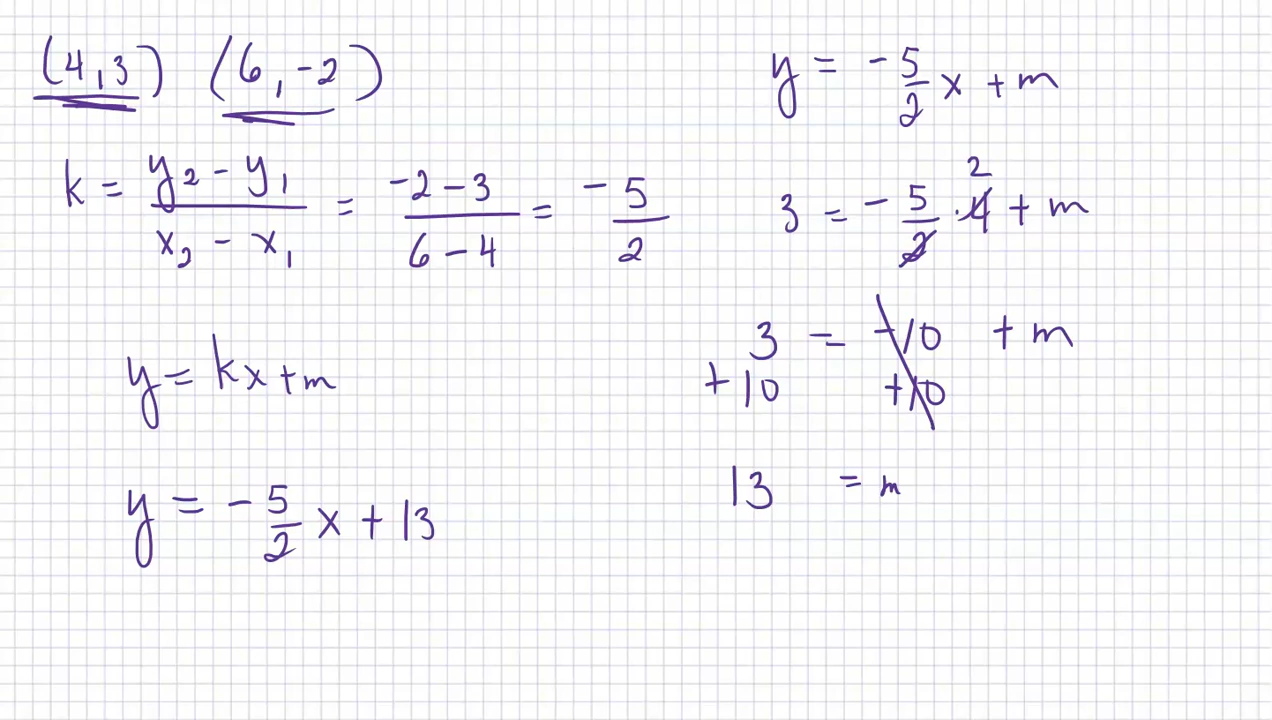 (4,3) (6,-2)
k = y₂ - y₁ / x₂ - x₁ = -2 - 3 / 6 - 4 = -5/2
y = kx + m
y = -5/2 x + 13
y = -5/2 x + m
3 = -5/2 · 4 + m
2
3 = -10 + m
+10 +10
13 = m